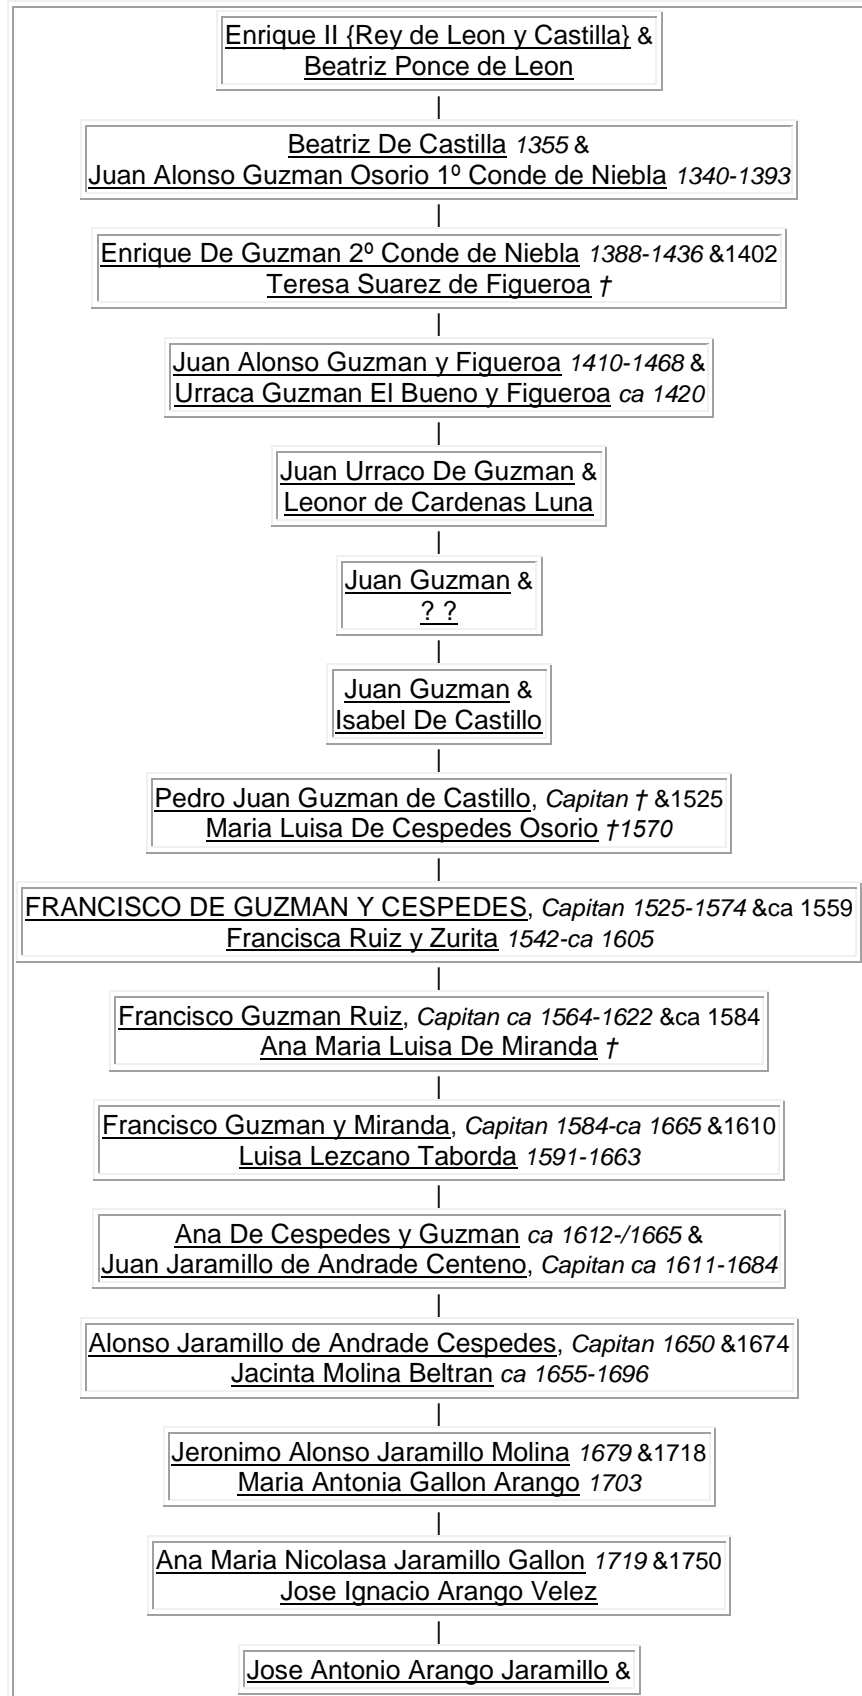 Enrique II {Rey de Leon y Castilla} &
Beatriz Ponce de Leon
Beatriz De Castilla 1355 &
Juan Alonso Guzman Osorio 1º Conde de Niebla 1340-1393
Enrique De Guzman 2º Conde de Niebla 1388-1436 &1402
Teresa Suarez de Figueroa †
Juan Alonso Guzman y Figueroa 1410-1468 &
Urraca Guzman El Bueno y Figueroa ca 1420
Juan Urraco De Guzman &
Leonor de Cardenas Luna
Juan Guzman &
? ?
Juan Guzman &
Isabel De Castillo
Pedro Juan Guzman de Castillo, Capitan † &1525
Maria Luisa De Cespedes Osorio †1570
FRANCISCO DE GUZMAN Y CESPEDES, Capitan 1525-1574 &ca 1559
Francisca Ruiz y Zurita 1542-ca 1605
Francisco Guzman Ruiz, Capitan ca 1564-1622 &ca 1584
Ana Maria Luisa De Miranda †
Francisco Guzman y Miranda, Capitan 1584-ca 1665 &1610
Luisa Lezcano Taborda 1591-1663
Ana De Cespedes y Guzman ca 1612-/1665 &
Juan Jaramillo de Andrade Centeno, Capitan ca 1611-1684
Alonso Jaramillo de Andrade Cespedes, Capitan 1650 &1674
Jacinta Molina Beltran ca 1655-1696
Jeronimo Alonso Jaramillo Molina 1679 &1718
Maria Antonia Gallon Arango 1703
Ana Maria Nicolasa Jaramillo Gallon 1719 &1750
Jose Ignacio Arango Velez
Jose Antonio Arango Jaramillo &